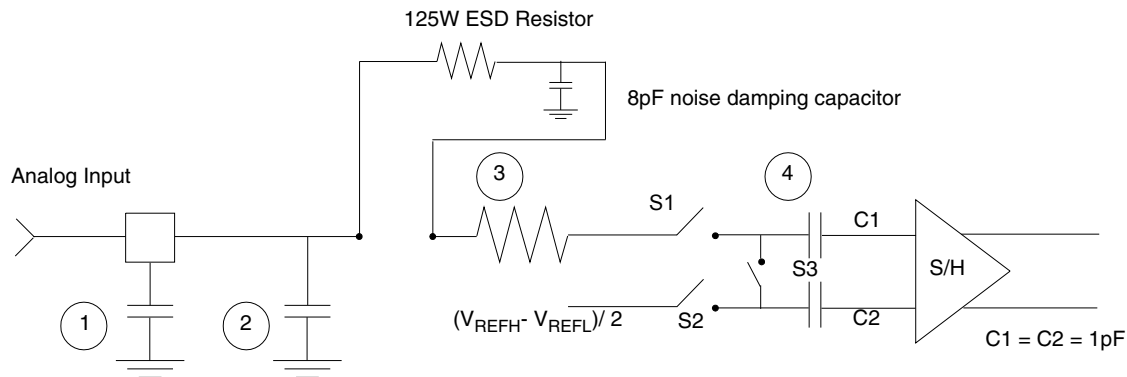 125W ESD Resistor
8pF noise damping capacitor
Analog Input
3
4
S1
C1
S3
S/H
1
2
(VREFH- VREFL)/ 2
S2
C2
C1 = C2 = 1pF